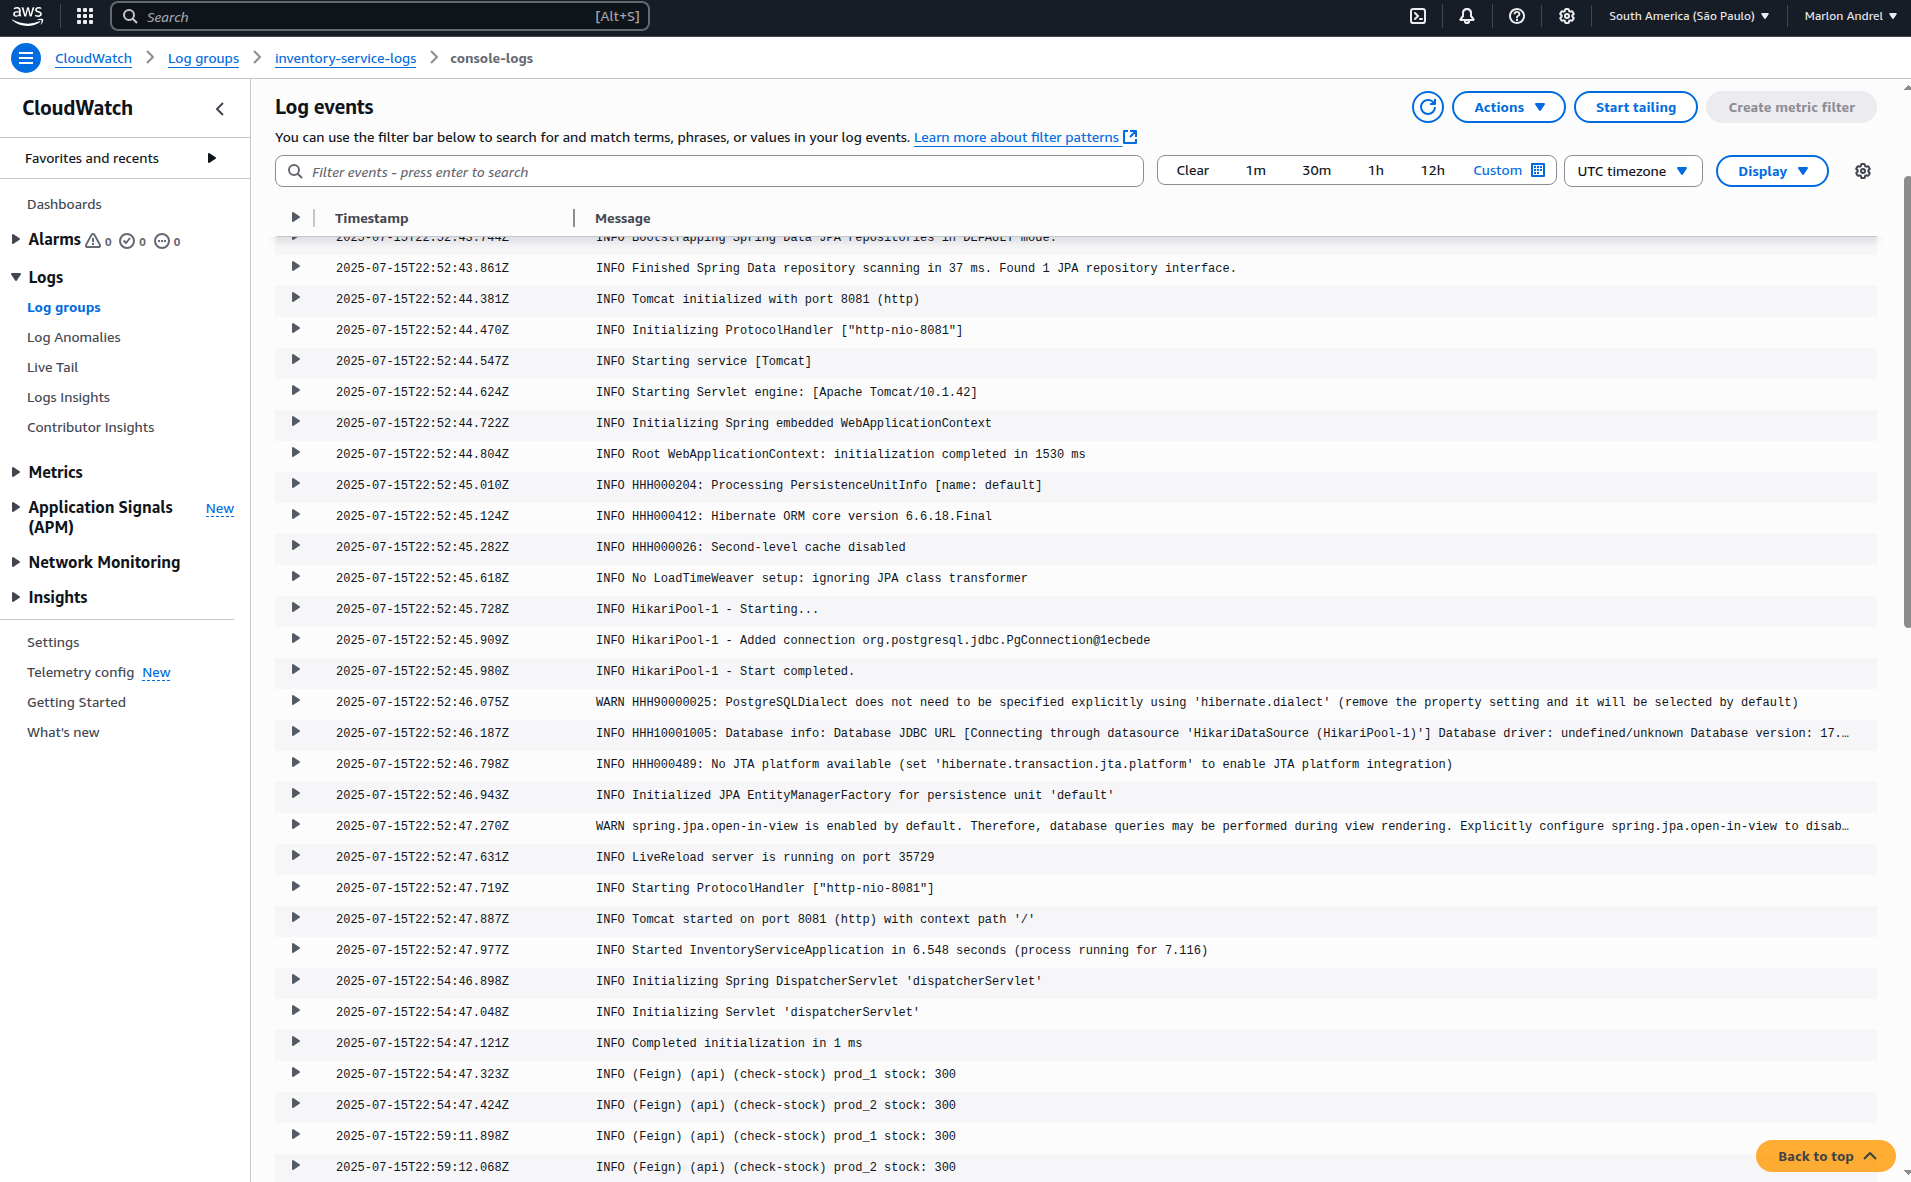 aws
Search [Alt+S]
South America (São Paulo)
Marlon Andrel
CloudWatch
Log groups
inventory-service-logs
console-logs
CloudWatch
Favorites and recents
Dashboards
Alarms 0 0 0
Logs
Log groups
Log Anomalies
Live Tail
Logs Insights
Contributor Insights
Metrics
Application Signals (APM) New
Network Monitoring
Insights
Settings
Telemetry config New
Getting Started
What's new
Log events
Actions
Start tailing
Create metric filter
You can use the filter bar below to search for and match terms, phrases, or values in your log events. Learn more about filter patterns
Filter events - press enter to search
Clear 1m 30m 1h 12h Custom
UTC timezone
Display
Timestamp Message
2025-07-15T22:52:43.744Z INFO Bootstrapping Spring Data JPA repositories in DEFAULT mode.
2025-07-15T22:52:43.861Z INFO Finished Spring Data repository scanning in 37 ms. Found 1 JPA repository interface.
2025-07-15T22:52:44.381Z INFO Tomcat initialized with port 8081 (http)
2025-07-15T22:52:44.470Z INFO Initializing ProtocolHandler ["http-nio-8081"]
2025-07-15T22:52:44.547Z INFO Starting service [Tomcat]
2025-07-15T22:52:44.624Z INFO Starting Servlet engine: [Apache Tomcat/10.1.42]
2025-07-15T22:52:44.722Z INFO Initializing Spring embedded WebApplicationContext
2025-07-15T22:52:44.804Z INFO Root WebApplicationContext: initialization completed in 1530 ms
2025-07-15T22:52:45.010Z INFO HHH000204: Processing PersistenceUnitInfo [name: default]
2025-07-15T22:52:45.124Z INFO HHH000412: Hibernate ORM core version 6.6.18.Final
2025-07-15T22:52:45.282Z INFO HHH000026: Second-level cache disabled
2025-07-15T22:52:45.618Z INFO No LoadTimeWeaver setup: ignoring JPA class transformer
2025-07-15T22:52:45.728Z INFO HikariPool-1 - Starting...
2025-07-15T22:52:45.909Z INFO HikariPool-1 - Added connection org.postgresql.jdbc.PgConnection@1ecbede
2025-07-15T22:52:45.980Z INFO HikariPool-1 - Start completed.
2025-07-15T22:52:46.075Z WARN HHH90000025: PostgreSQLDialect does not need to be specified explicitly using 'hibernate.dialect' (remove the property setting and it will be selected by default)
2025-07-15T22:52:46.187Z INFO HHH10001005: Database info: Database JDBC URL [Connecting through datasource 'HikariDataSource (HikariPool-1)'] Database driver: undefined/unknown Database version: 17.…
2025-07-15T22:52:46.798Z INFO HHH000489: No JTA platform available (set 'hibernate.transaction.jta.platform' to enable JTA platform integration)
2025-07-15T22:52:46.943Z INFO Initialized JPA EntityManagerFactory for persistence unit 'default'
2025-07-15T22:52:47.270Z WARN spring.jpa.open-in-view is enabled by default. Therefore, database queries may be performed during view rendering. Explicitly configure spring.jpa.open-in-view to disab…
2025-07-15T22:52:47.631Z INFO LiveReload server is running on port 35729
2025-07-15T22:52:47.719Z INFO Starting ProtocolHandler ["http-nio-8081"]
2025-07-15T22:52:47.887Z INFO Tomcat started on port 8081 (http) with context path '/'
2025-07-15T22:52:47.977Z INFO Started InventoryServiceApplication in 6.548 seconds (process running for 7.116)
2025-07-15T22:54:46.898Z INFO Initializing Spring DispatcherServlet 'dispatcherServlet'
2025-07-15T22:54:47.048Z INFO Initializing Servlet 'dispatcherServlet'
2025-07-15T22:54:47.121Z INFO Completed initialization in 1 ms
2025-07-15T22:54:47.323Z INFO (Feign) (api) (check-stock) prod_1 stock: 300
2025-07-15T22:54:47.424Z INFO (Feign) (api) (check-stock) prod_2 stock: 300
2025-07-15T22:59:11.898Z INFO (Feign) (api) (check-stock) prod_1 stock: 300
2025-07-15T22:59:12.068Z INFO (Feign) (api) (check-stock) prod_2 stock: 300
Back to top